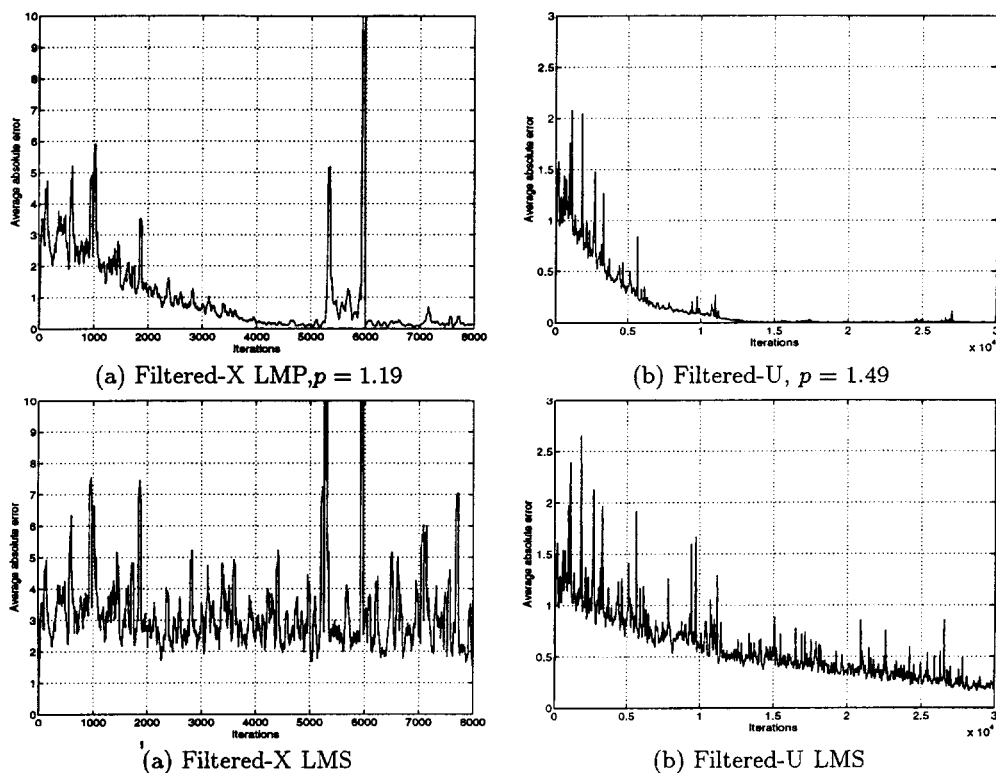 10
9
8
7
6
5
4
3
2
1
0
Average absolute error
0 1000 2000 3000 4000 5000 6000 7000 8000
Iterations
(a) Filtered-X LMP,p = 1.19
3
2.5
2
1.5
1
0.5
0
Average absolute error
0 0.5 1 1.5 2 2.5 3
Iterations
x 10⁴
(b) Filtered-U, p = 1.49
10
9
8
7
6
5
4
3
2
1
0
Average absolute error
0 1000 2000 3000 4000 5000 6000 7000 8000
Iterations
(a) Filtered-X LMS
3
2.5
2
1.5
1
0.5
0
Average absolute error
0 0.5 1 1.5 2 2.5 3
Iterations
x 10⁴
(b) Filtered-U LMS